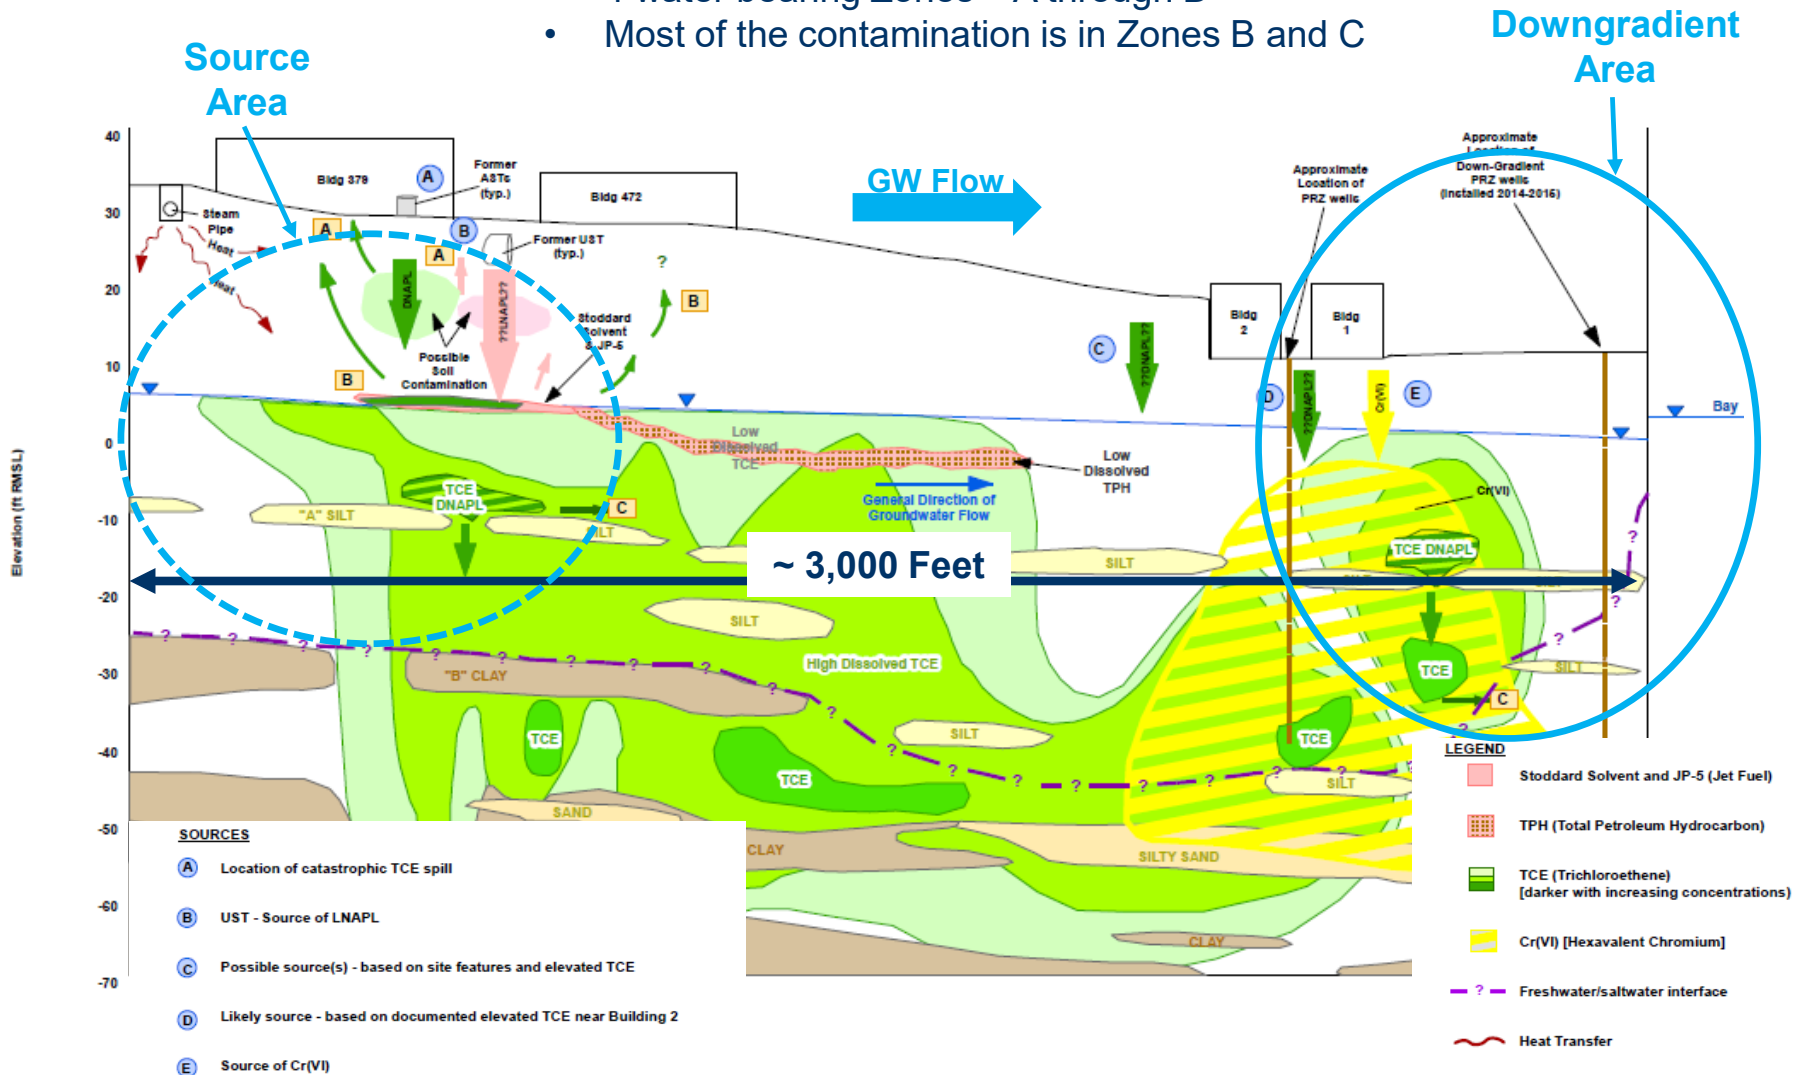 • Most of the contamination is in Zones B and C
Source
Area
Downgradient
Area
GW Flow
Elevation (ft RMSL)
40
30
20
10
0
-10
-20
-30
-40
-50
-60
-70
Bldg 379
A
Former
ASTs
(typ.)
Bldg 472
Steam
Pipe
Heat
Heat
A
B
A
Former UST
(typ.)
DNAPL
??LNAPL??
?
B
Stoddard
Solvent
& JP-5
Possible
Soil
Contamination
B
Approximate
Location of
PRZ wells
Approximate
Location of
Down-Gradient
PRZ wells
(Installed 2014-2015)
Bldg
2
Bldg
1
C
??DNAPL??
D
??DNAPL??
Cr(VI)
E
Bay
Low
Dissolved
TCE
Low
Dissolved
TPH
General Direction of
Groundwater Flow
TCE
DNAPL
C
"A" SILT
SILT
SILT
Cr(VI)
TCE DNAPL
~ 3,000 Feet
SILT
SILT
SILT
High Dissolved TCE
"B" CLAY
TCE
SILT
C
TCE
SILT
TCE
TCE
SILT
SAND
CLAY
SILTY SAND
CLAY
? ? ? ? ? ? ? ? ? ? ? ? ? ? ? ? ? ? ? ? ? ?
SOURCES
A Location of catastrophic TCE spill
B UST - Source of LNAPL
C Possible source(s) - based on site features and elevated TCE
D Likely source - based on documented elevated TCE near Building 2
E Source of Cr(VI)
LEGEND
Stoddard Solvent and JP-5 (Jet Fuel)
TPH (Total Petroleum Hydrocarbon)
TCE (Trichloroethene)
[darker with increasing concentrations)
Cr(VI) [Hexavalent Chromium]
? Freshwater/saltwater interface
Heat Transfer